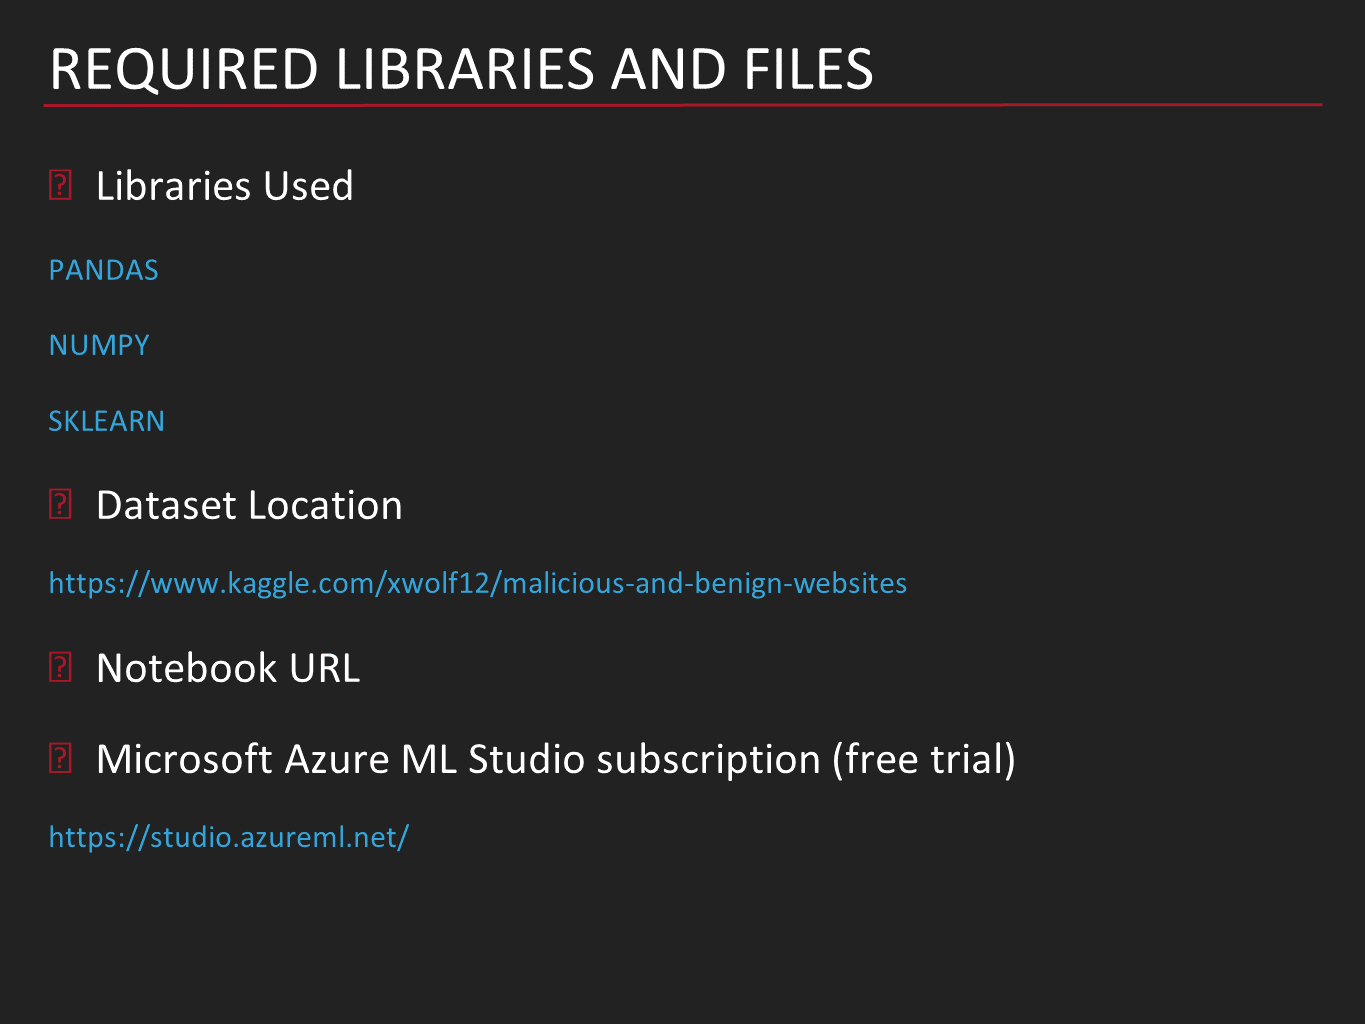 REQUIRED LIBRARIES AND FILES
Libraries Used
PANDAS
NUMPY
SKLEARN
Dataset Location
https://www.kaggle.com/xwolf12/malicious-and-benign-websites
Notebook URL
Microsoft Azure ML Studio subscription (free trial)
https://studio.azureml.net/